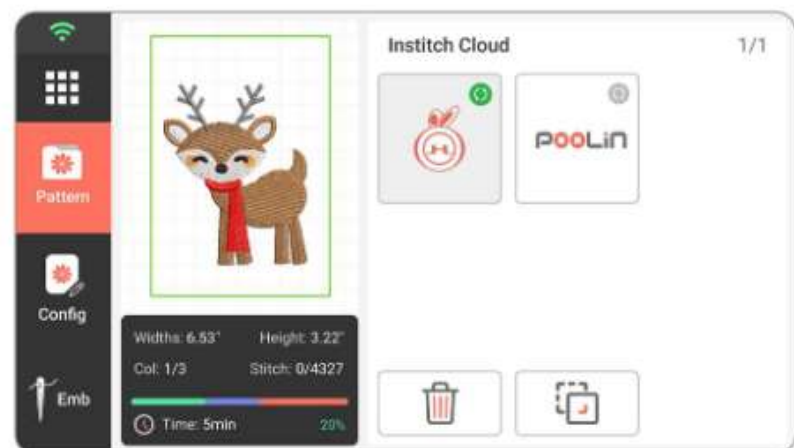 Institch Cloud 1/1
POOLIN
Pattern
Config
Emb
Widths: 6.53" Height: 3.22"
Col: 1/3 Stitch: 0/4327
Time: 5min 20%